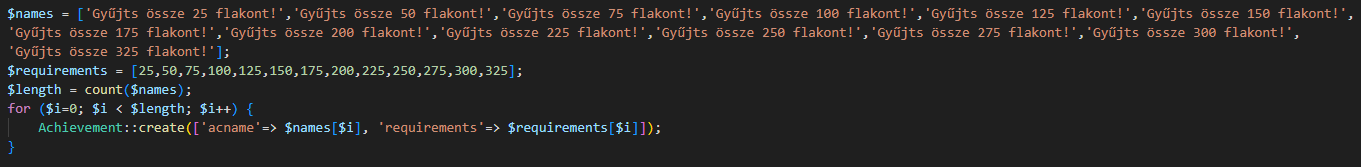 $names = ['Gyűjts össze 25 flakont!','Gyűjts össze 50 flakont!','Gyűjts össze 75 flakont!','Gyűjts össze 100 flakont!','Gyűjts össze 125 flakont!','Gyűjts össze 150 flakont!',
'Gyűjts össze 175 flakont!','Gyűjts össze 200 flakont!','Gyűjts össze 225 flakont!','Gyűjts össze 250 flakont!','Gyűjts össze 275 flakont!','Gyűjts össze 300 flakont!',
'Gyűjts össze 325 flakont!'];
$requirements = [25,50,75,100,125,150,175,200,225,250,275,300,325];
$length = count($names);
for ($i=0; $i < $length; $i++) {
    Achievement::create(['acname'=> $names[$i], 'requirements'=> $requirements[$i]]);
}